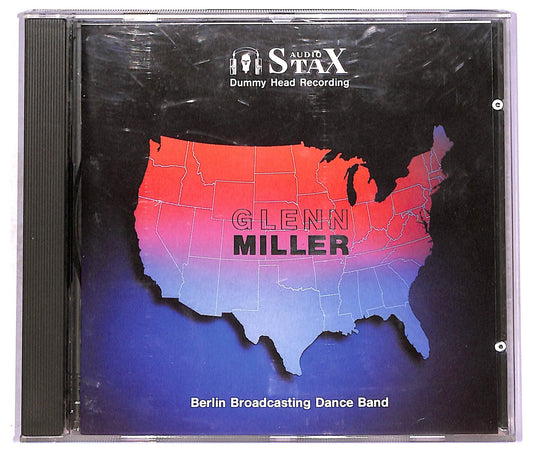 AUDIO
STAX
Dummy Head Recording
GLENN
MILLER
Berlin Broadcasting Dance Band